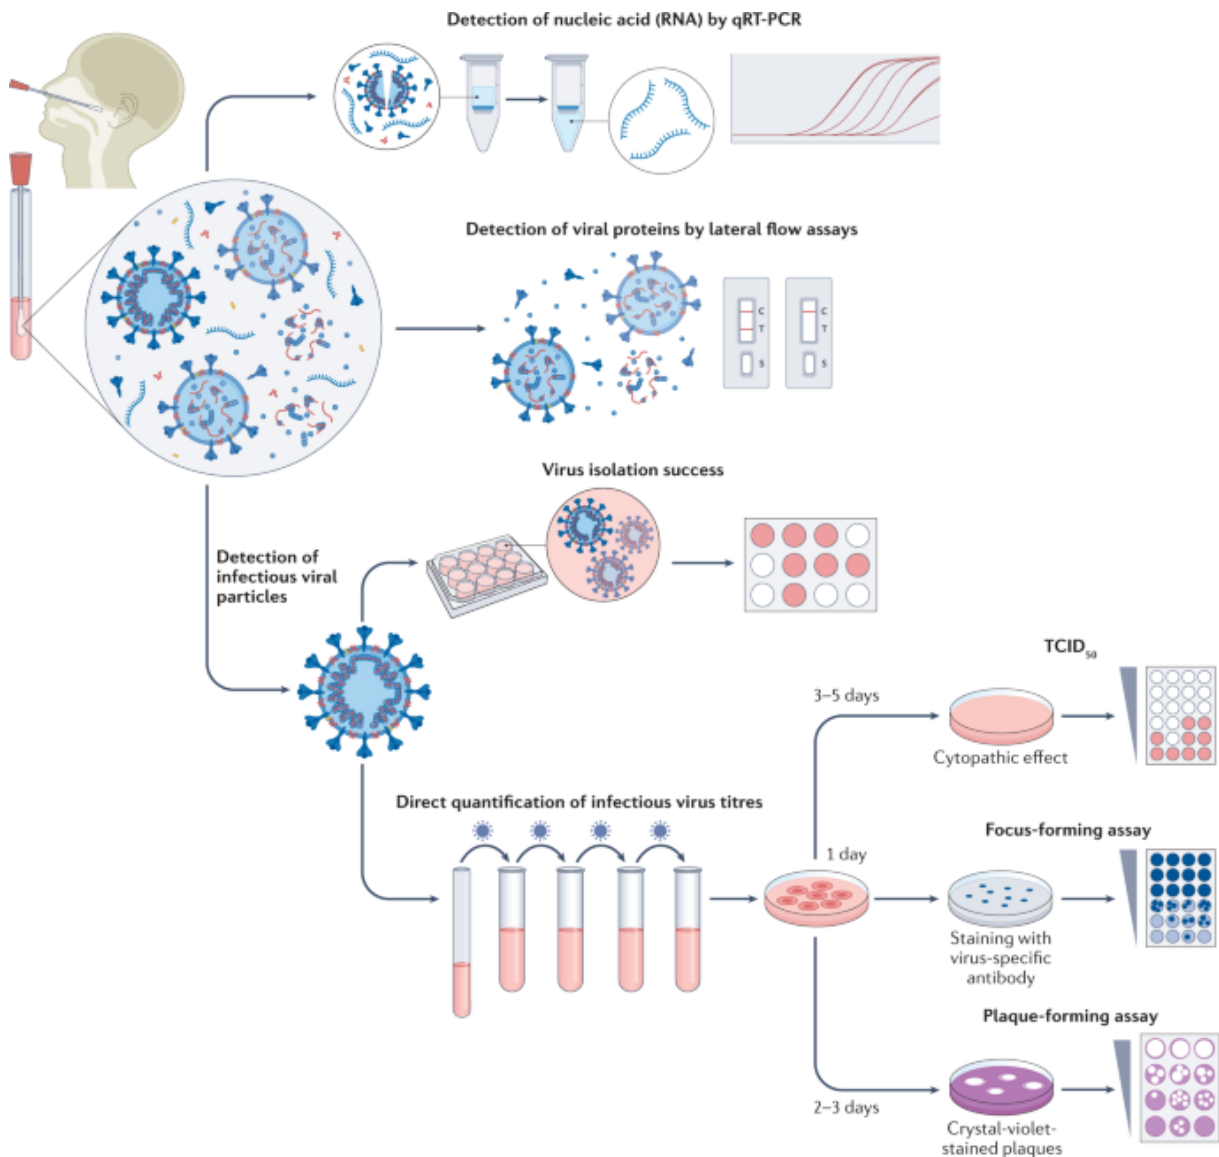 Detection of nucleic acid (RNA) by qRT-PCR
Detection of viral proteins by lateral flow assays
C
T
S
C
T
S
Virus isolation success
Detection of
infectious viral
particles
TCID₅₀
3–5 days
Cytopathic effect
Direct quantification of infectious virus titres
Focus-forming assay
1 day
Staining with
virus-specific
antibody
Plaque-forming assay
2–3 days
Crystal-violet-
stained plaques